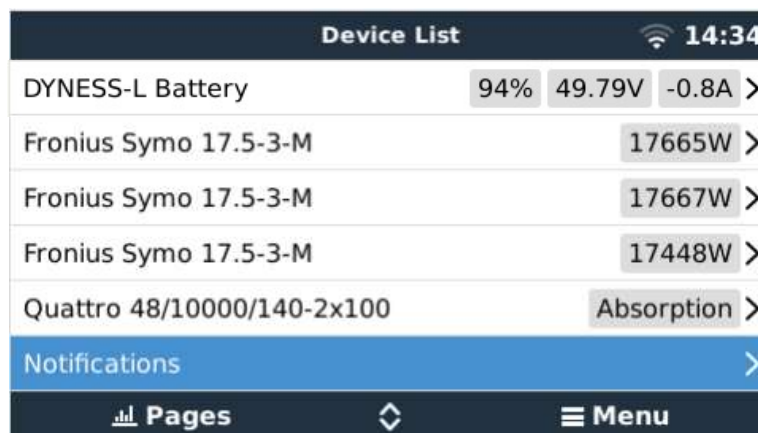 Device List 14:34
DYNESS-L Battery 94% 49.79V -0.8A
Fronius Symo 17.5-3-M 17665W
Fronius Symo 17.5-3-M 17667W
Fronius Symo 17.5-3-M 17448W
Quattro 48/10000/140-2x100 Absorption
Notifications
Pages Menu